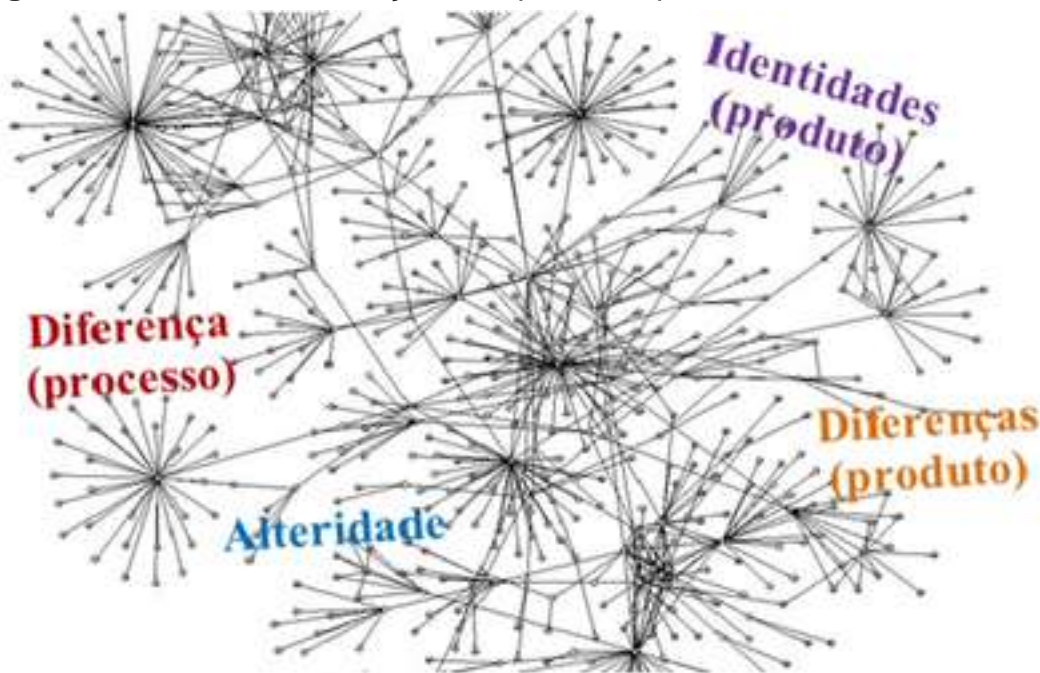 Identidades
(produto)
Diferença
(processo)
Diferenças
(produto)
Alteridade